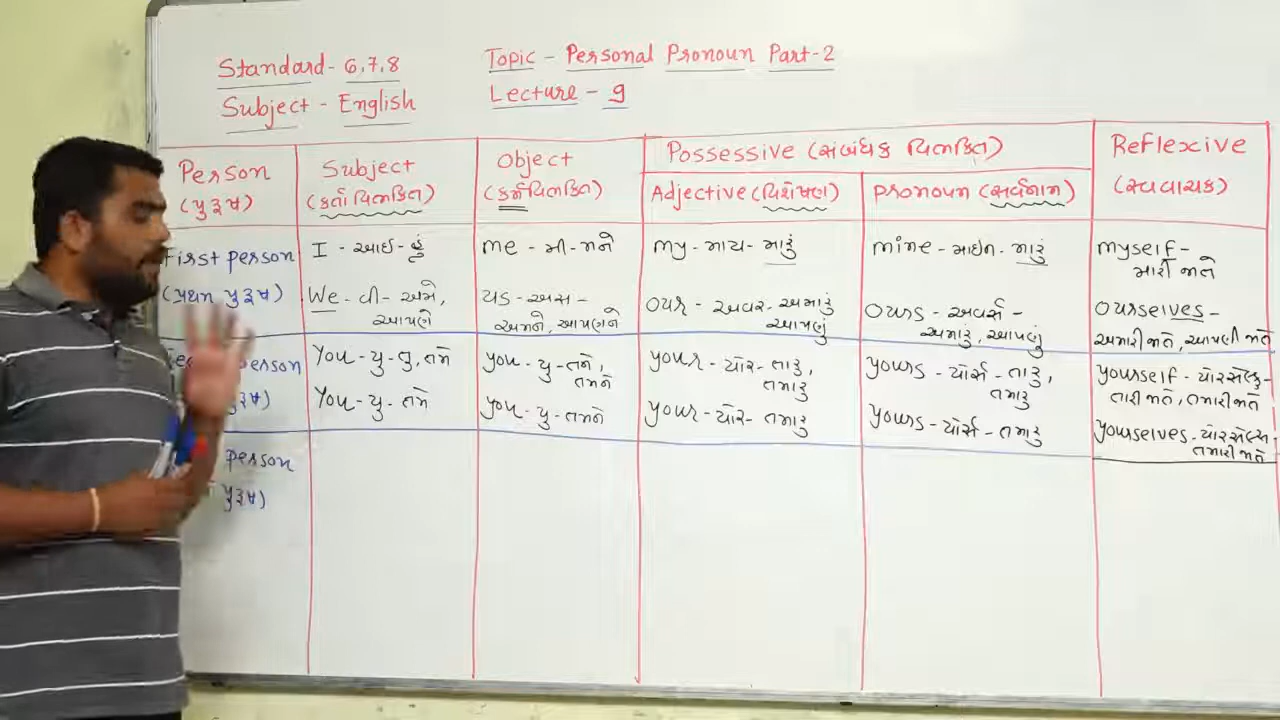 Standard - 6,7,8
Topic - Personal Pronoun Part-2
Subject - English
Lecture - 9
Person
(પુરૂષ)
Subject
(કર્તા વિભક્તિ)
Object
(કર્મ વિભક્તિ)
Possessive (સંબંધક વિભક્તિ)
Adjective (વિશેષણ)
Pronoun (સર્વનામ)
Reflexive
(સ્વવાચક)
First person
(પ્રથમ પુરૂષ)
I - આઈ - હું
me - મી - મને
my - માય - મારું
mine - માઈન - મારું
myself -
મારી જાતે
We - વી - અમે,
આપણે
us - અસ -
અમને, આપણને
our - અવર - અમારું
આપણું
ours - અવર્સ -
અમારૂ, આપણું
ourselves -
અમારી જાતે, આપણી જાતે
person
You - યુ - તુ, તમે
You - યુ - તમે
you - યુ - તને,
તમને
you - યુ - તમને
your - યૉર - તારૂ,
તમારૂ
your - યૉર - તમારૂ
yours - યૉર્સ - તારૂ,
તમારૂ
yours - યૉર્સ - તમારૂ
yourself - યૉરસેલ્ફ -
તારી જાતે, તમારી જાતે
yourselves - યૉરસેલ્વ્સ -
તમારી જાતે
person
પુરૂષ)